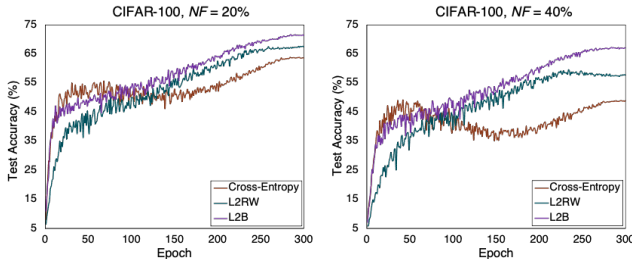 CIFAR-100, NF = 20%
Test Accuracy (%)
75
65
55
45
35
25
15
5
0 50 100 150 200 250 300
Epoch
Cross-Entropy
L2RW
L2B
CIFAR-100, NF = 40%
Test Accuracy (%)
75
65
55
45
35
25
15
5
0 50 100 150 200 250 300
Epoch
Cross-Entropy
L2RW
L2B